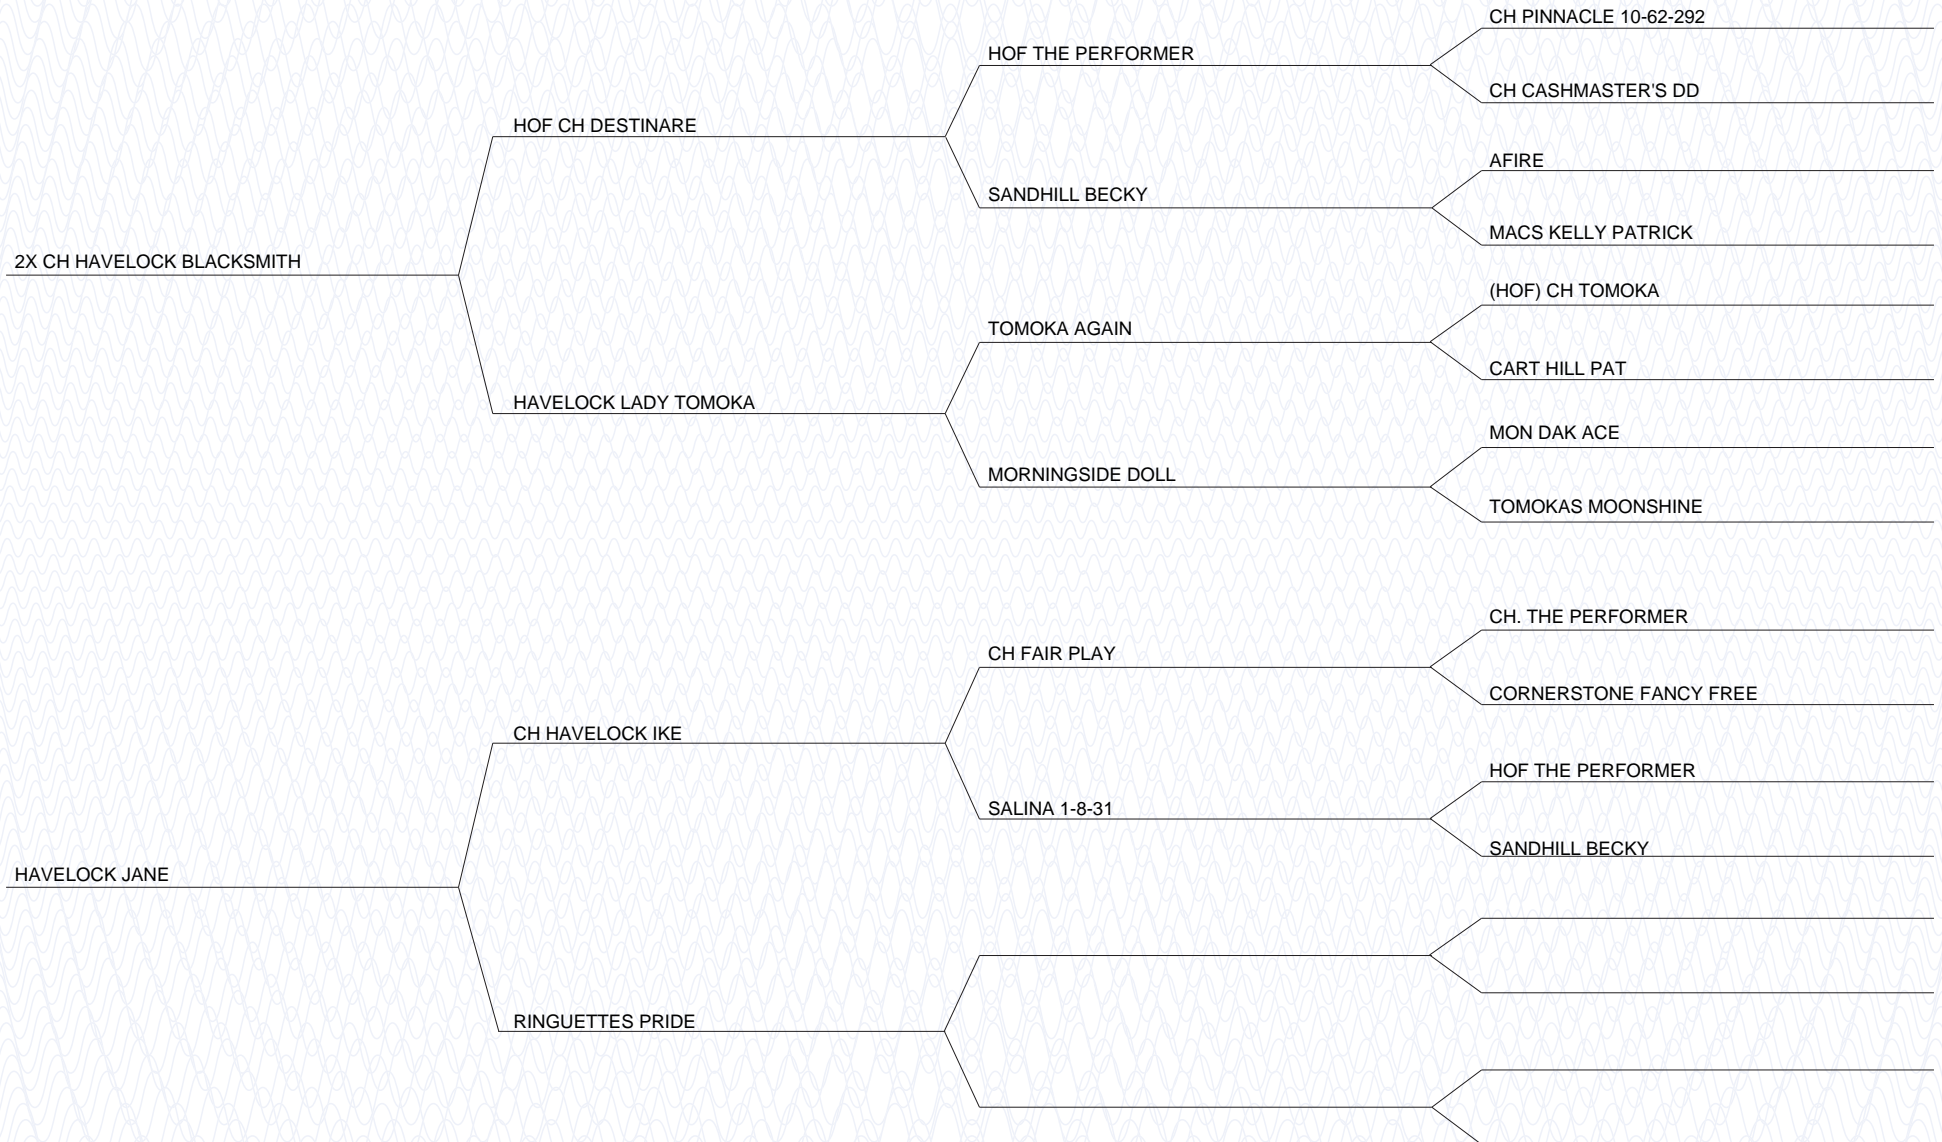 CH PINNACLE 10-62-292
HOF THE PERFORMER
CH CASHMASTER'S DD
HOF CH DESTINARE
AFIRE
SANDHILL BECKY
MACS KELLY PATRICK
2X CH HAVELOCK BLACKSMITH
(HOF) CH TOMOKA
TOMOKA AGAIN
CART HILL PAT
HAVELOCK LADY TOMOKA
MON DAK ACE
MORNINGSIDE DOLL
TOMOKAS MOONSHINE
CH. THE PERFORMER
CH FAIR PLAY
CORNERSTONE FANCY FREE
CH HAVELOCK IKE
HOF THE PERFORMER
SALINA 1-8-31
SANDHILL BECKY
HAVELOCK JANE
RINGUETTES PRIDE